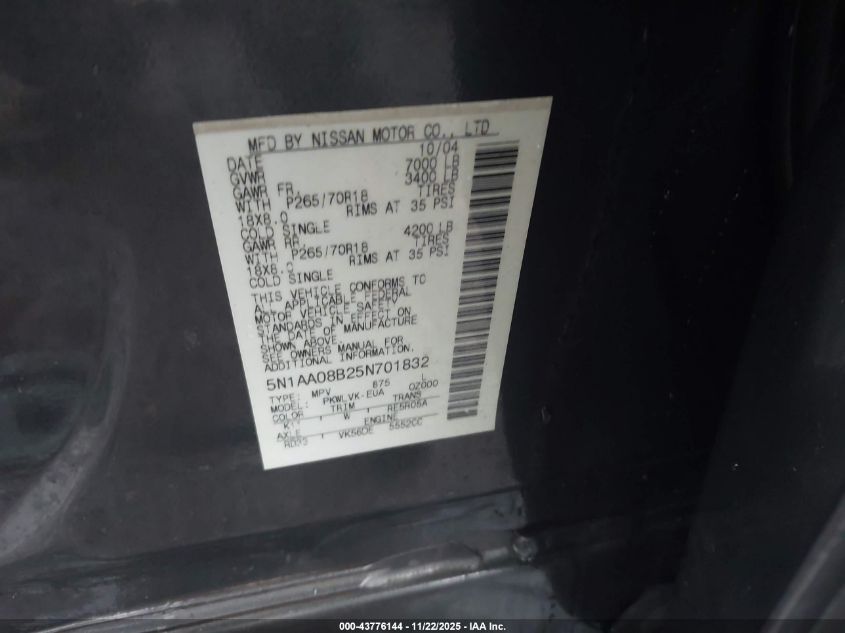 MFD BY NISSAN MOTOR CO., LTD
DATE 10/04
GVWR 7000 LB
GAWR FR. 3400 LB
WITH P265/70R18 TIRES
18X8.0 RIMS AT 35 PSI
COLD SINGLE
GAWR RR. 4200 LB
WITH P265/70R18 TIRES
18X8.0 RIMS AT 35 PSI
COLD SINGLE
THIS VEHICLE CONFORMS TO
ALL APPLICABLE FEDERAL
MOTOR VEHICLE SAFETY
STANDARDS IN EFFECT ON
THE DATE OF MANUFACTURE
SHOWN ABOVE.
SEE OWNERS MANUAL FOR
ADDITIONAL INFORMATION.
5N1AA08B25N701832
TYPE: MPV 875 L
MODEL: PKWLVK-EUA 0Z000
COLOR TRIM TRANS
W RE5R05A
AXLE ENGINE
VK56DE 5552CC
000-43776144 - 11/22/2025 - IAA Inc.